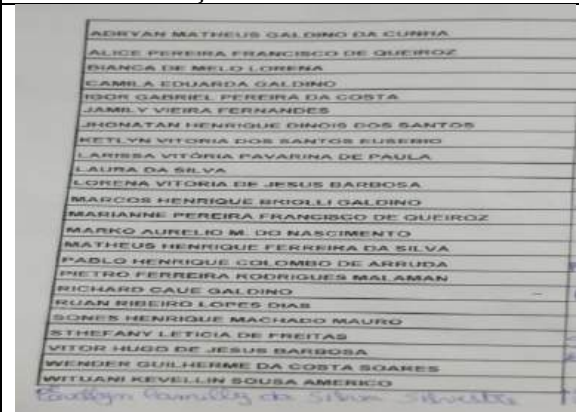 ADRYAN MATHEUS GALDINO DA CUNHA
ALICE PEREIRA FRANCISCO DE QUEIROZ
BIANCA DE MELO LORENA
CAMILA EDUARDA GALDINO
IGOR GABRIEL PEREIRA DA COSTA
JAMILY VIEIRA FERNANDES
JHONATAN HENRIQUE DINOIS DOS SANTOS
KETLYN VITORIA DOS SANTOS EUSEBIO
LARISSA VITÓRIA PAVARINA DE PAULA
LAURA DA SILVA
LORENA VITORIA DE JESUS BARBOSA
MARCOS HENRIQUE BRIOLLI GALDINO
MARIANNE PEREIRA FRANCISCO DE QUEIROZ
MARKO AURELIO M. DO NASCIMENTO
MATHEUS HENRIQUE FERREIRA DA SILVA
PABLO HENRIQUE COLOMBO DE ARRUDA
PIETRO FERREIRA RODRIGUES MALAMAN
RICHARD CAUE GALDINO
RUAN RIBEIRO LOPES DIAS
SONES HENRIQUE MACHADO MAURO
STHEFANY LETICIA DE FREITAS
VITOR HUGO DE JESUS BARBOSA
WENDER GUILHERME DA COSTA SOARES
WITUANI KEVELLIN SOUSA AMERICO
da Silva Silvestre